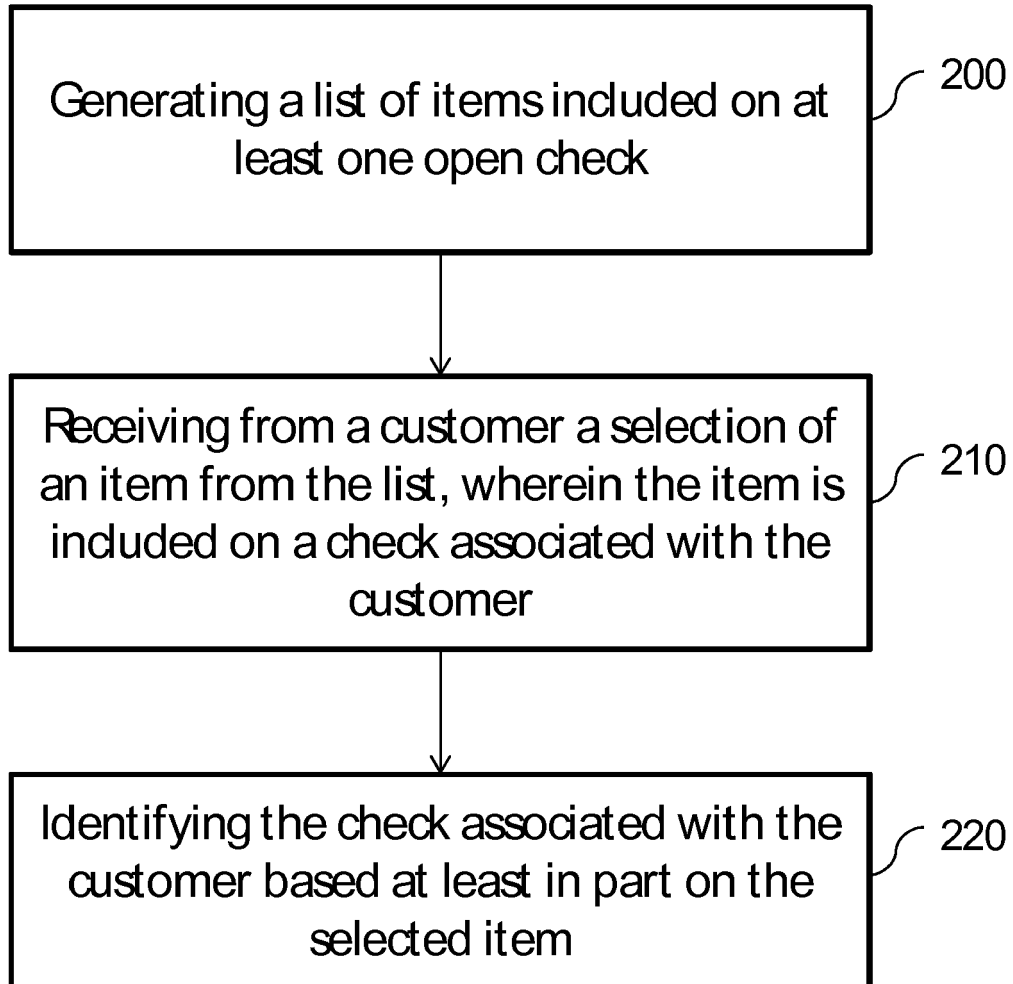 Generating a list of items included on at
least one open check
200
Receiving from a customer a selection of
an item from the list, wherein the item is
included on a check associated with the
customer
210
Identifying the check associated with the
customer based at least in part on the
selected item
220